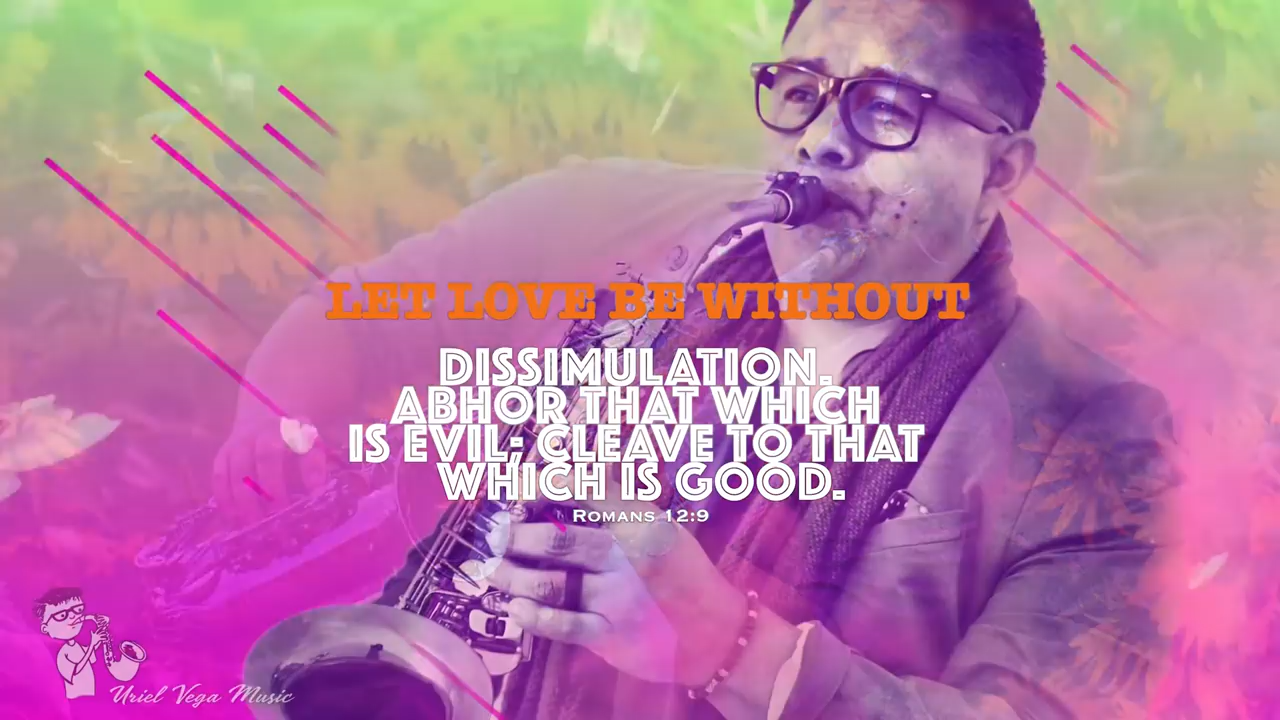 LET LOVE BE WITHOUT
DISSIMULATION.
ABHOR THAT WHICH
IS EVIL; CLEAVE TO THAT
WHICH IS GOOD.
ROMANS 12:9
Uriel Vega Music